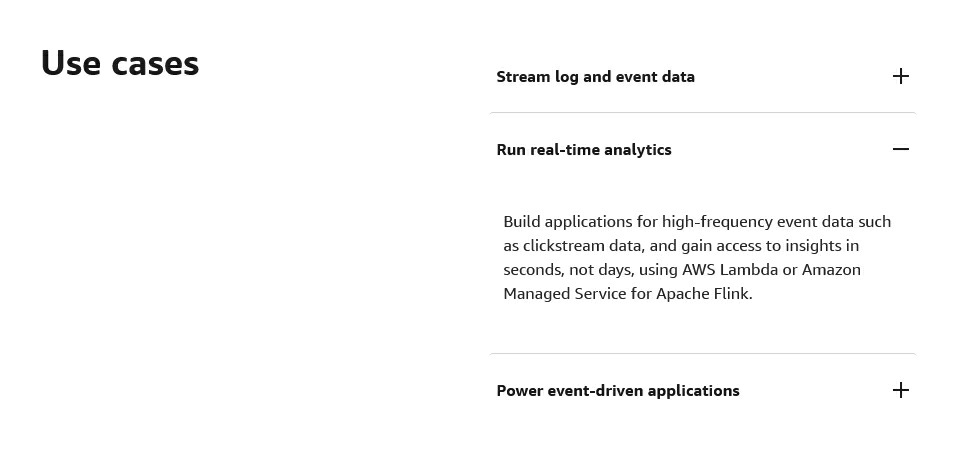 Use cases
Stream log and event data
Run real-time analytics
Build applications for high-frequency event data such
as clickstream data, and gain access to insights in
seconds, not days, using AWS Lambda or Amazon
Managed Service for Apache Flink.
Power event-driven applications